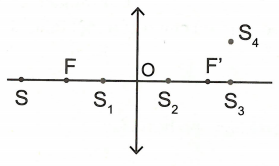 S₄
F O F'
S S₁ S₂ S₃